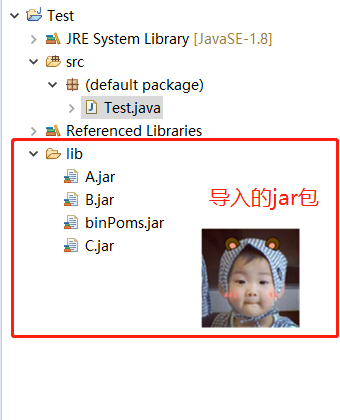 Test
JRE System Library [JavaSE-1.8]
src
(default package)
Test.java
Referenced Libraries
lib
A.jar
B.jar
binPoms.jar
C.jar
导入的jar包